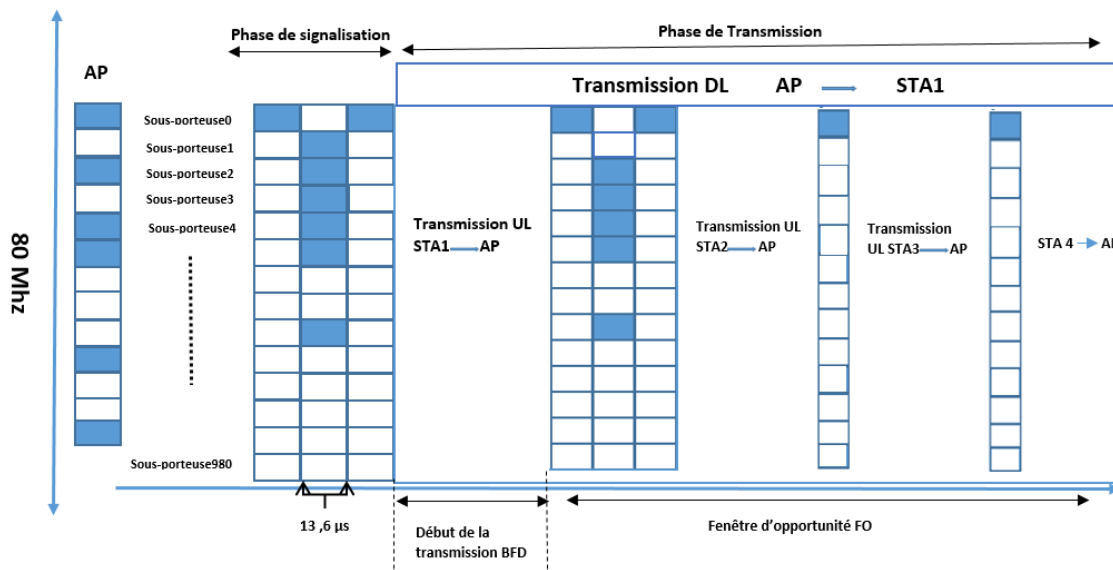 Phase de signalisation
Phase de Transmission
AP
Transmission DL AP STA1
Sous-porteuse0
Sous-porteuse1
Sous-porteuse2
Sous-porteuse3
Sous-porteuse4
Transmission UL
STA1 AP
Transmission UL
STA2 AP
Transmission
UL STA3 AP
STA 4 AP
80 Mhz
Sous-porteuse980
13 ,6 µs
Début de la
transmission BFD
Fenêtre d'opportunité FO